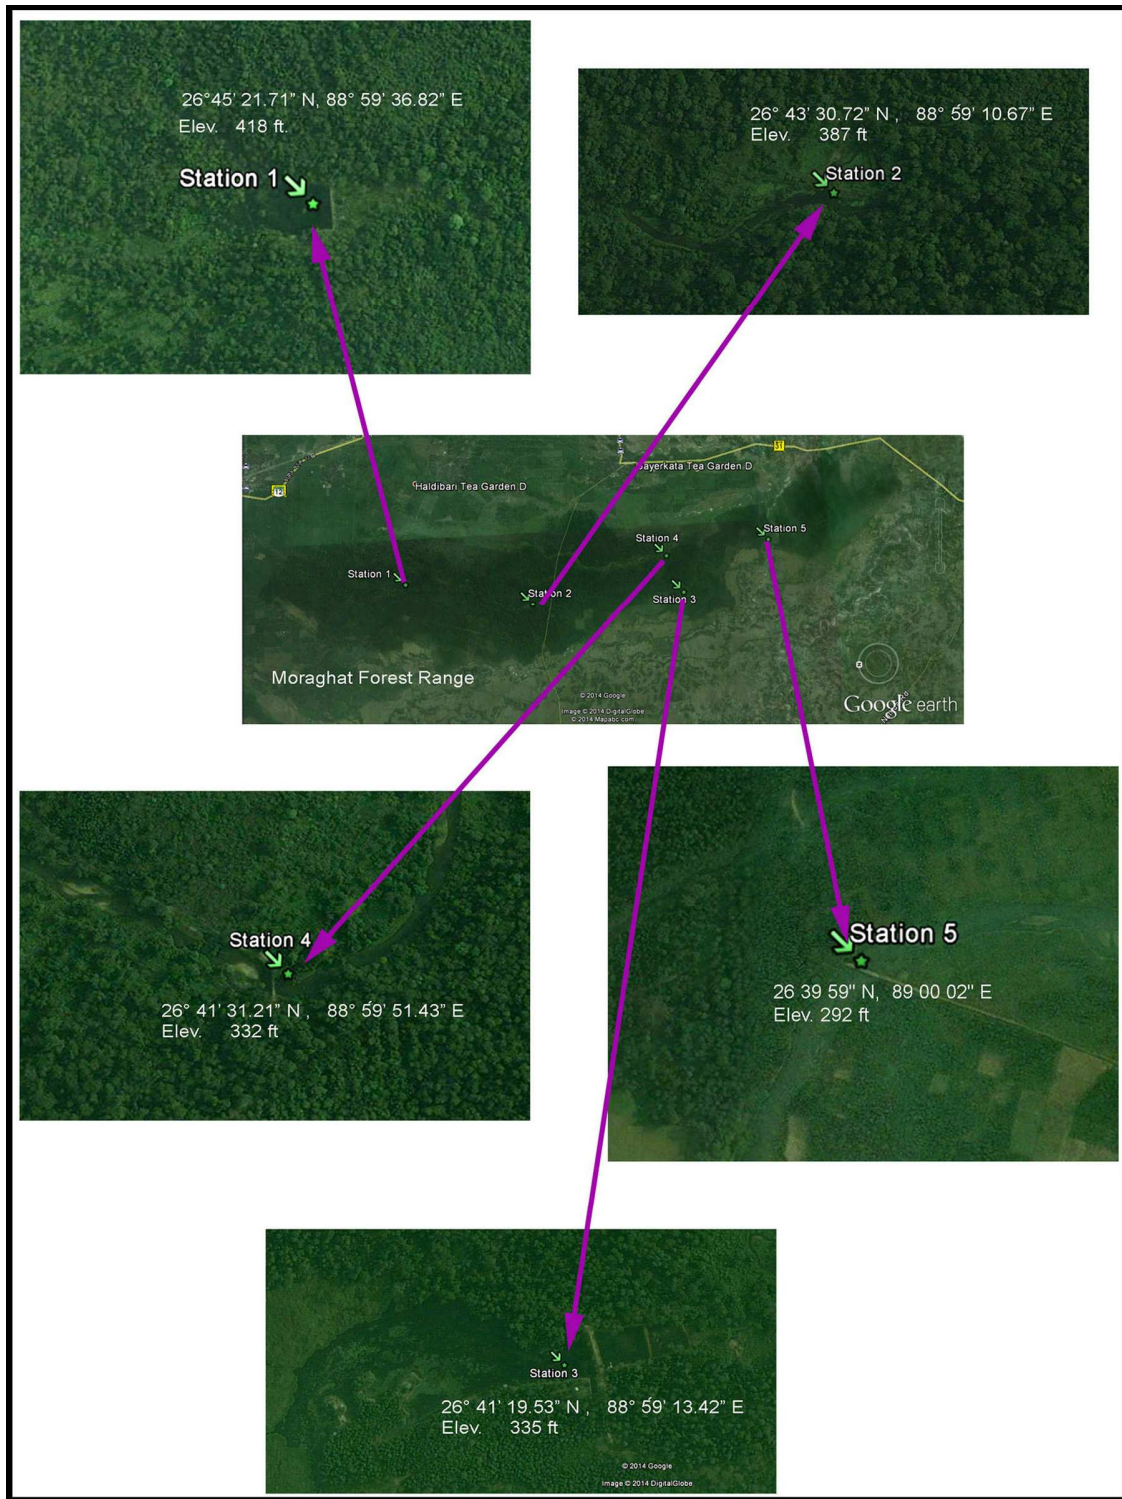 26°45' 21.71" N, 88° 59' 36.82" E
Elev. 418 ft.
Station 1
26° 43' 30.72" N , 88° 59' 10.67" E
Elev. 387 ft
Station 2
Haldibari Tea Garden D
Gayerkata Tea Garden D
Station 5
Station 4
Station 1
Station 2
Station 3
Moraghat Forest Range
© 2014 Google
Image © 2014 DigitalGlobe
© 2014 Mapabc.com
Google earth
Station 4
26° 41' 31.21" N , 88° 59' 51.43" E
Elev. 332 ft
Station 5
26 39 59" N, 89 00 02" E
Elev. 292 ft
Station 3
26° 41' 19.53" N , 88° 59' 13.42" E
Elev. 335 ft
© 2014 Google
Image © 2014 DigitalGlobe